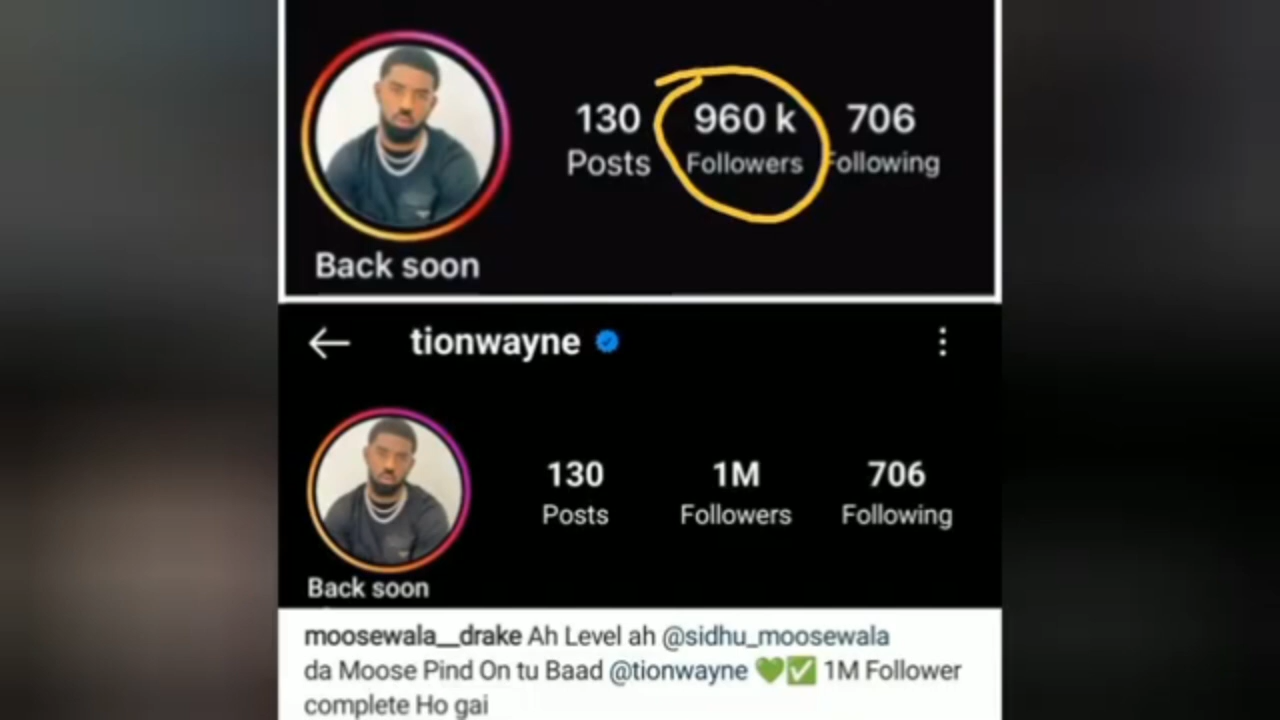 130 960 k 706
Posts Followers Following
Back soon
tionwayne
130 1M 706
Posts Followers Following
Back soon
moosewala__drake Ah Level ah @sidhu_moosewala
da Moose Pind On tu Baad @tionwayne 💚✅ 1M Follower
complete Ho gai